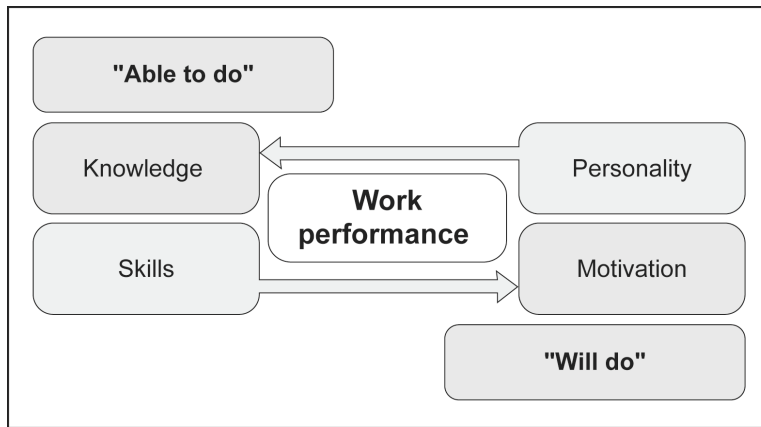 "Able to do"
Knowledge
Personality
Work
performance
Skills
Motivation
"Will do"